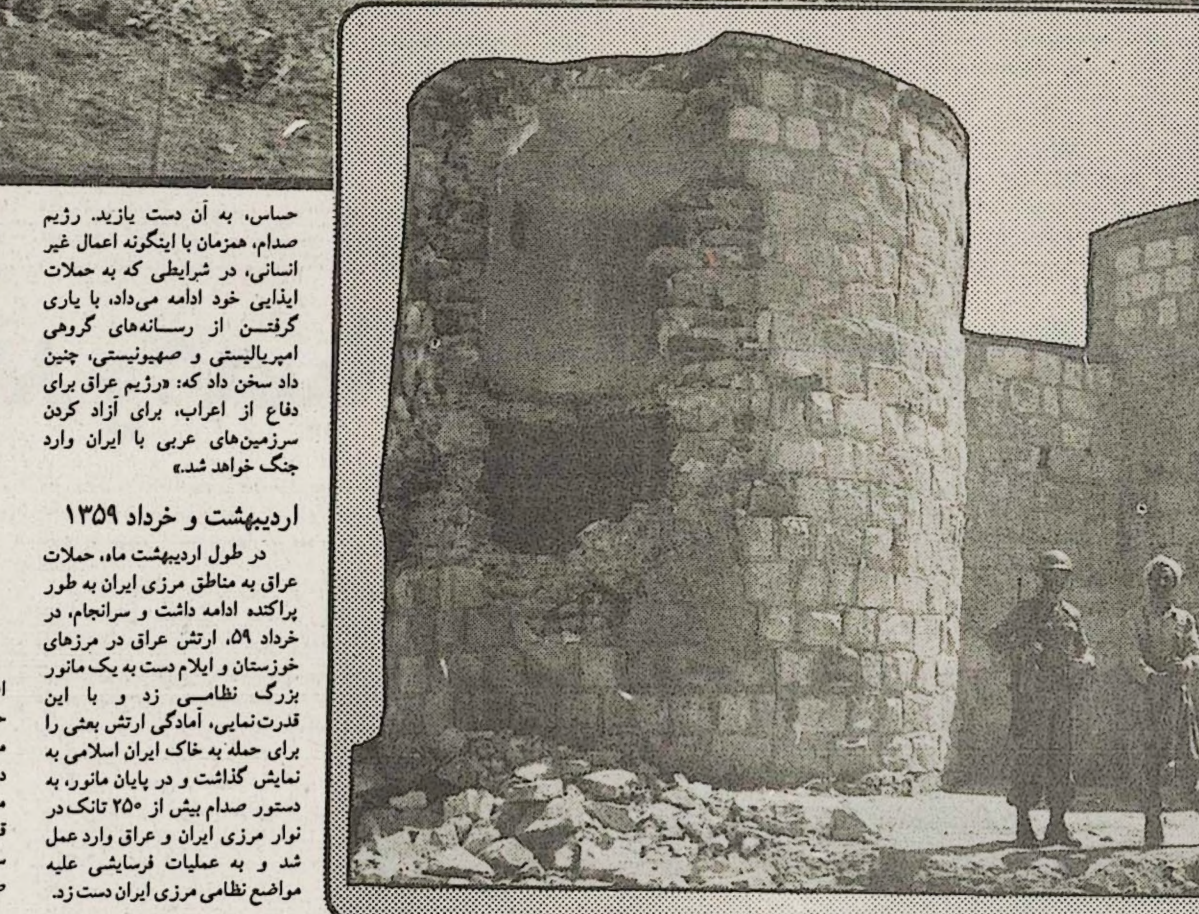 حساس، به آن دست یازید. رژیم
صدام، همزمان با اینگونه اعمال غیر
انسانی، در شرایطی که به حملات
ایذایی خود ادامه می‌داد، با یاری
گرفتـــن از رســـانه‌های گروهی
امپریالیستی و صهیونیستی، چنین
داد سخن داد که: «رژیم عراق برای
دفاع از اعراب، برای آزاد کردن
سرزمین‌های عربی با ایران وارد
جنگ خواهد شد.»
اردیبهشت و خرداد ۱۳۵۹
در طول اردیبهشت ماه، حملات
عراق به مناطق مرزی ایران به طور
پراکنده ادامه داشت و سرانجام، در
خرداد ۵۹، ارتش عراق در مرزهای
خوزستان و ایلام دست به یک مانور
بزرگ نظامـــی زد و با این
قدرت‌نمایی، آمادگی ارتش بعثی را
برای حمله به خاک ایران اسلامی به
نمایش گذاشت و در پایان مانور، به
دستور صدام بیش از ۲۵۰ تانک در
نوار مرزی ایران و عراق وارد عمل
شد و به عملیات فرسایشی علیه
مواضع نظامی مرزی ایران دست زد.